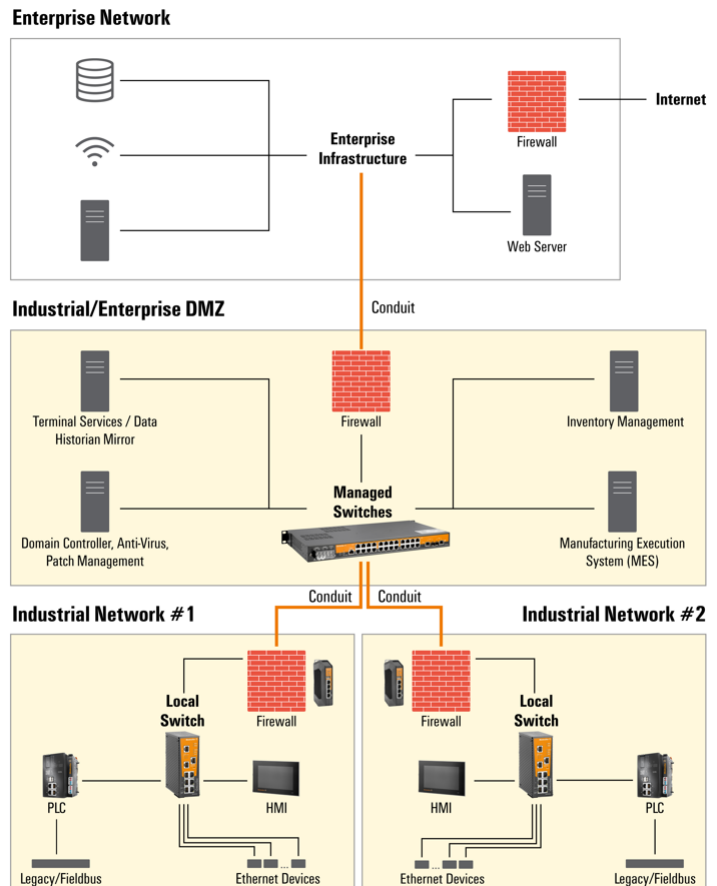 Enterprise Network
Internet
Enterprise
Infrastructure
Firewall
Web Server
Conduit
Industrial/Enterprise DMZ
Terminal Services / Data
Historian Mirror
Firewall
Inventory Management
Managed
Switches
Domain Controller, Anti-Virus,
Patch Management
Manufacturing Execution
System (MES)
Conduit
Conduit
Industrial Network #1
Industrial Network #2
Local
Switch
Firewall
Firewall
Local
Switch
PLC
HMI
HMI
PLC
...
...
Legacy/Fieldbus
Ethernet Devices
Ethernet Devices
Legacy/Fieldbus